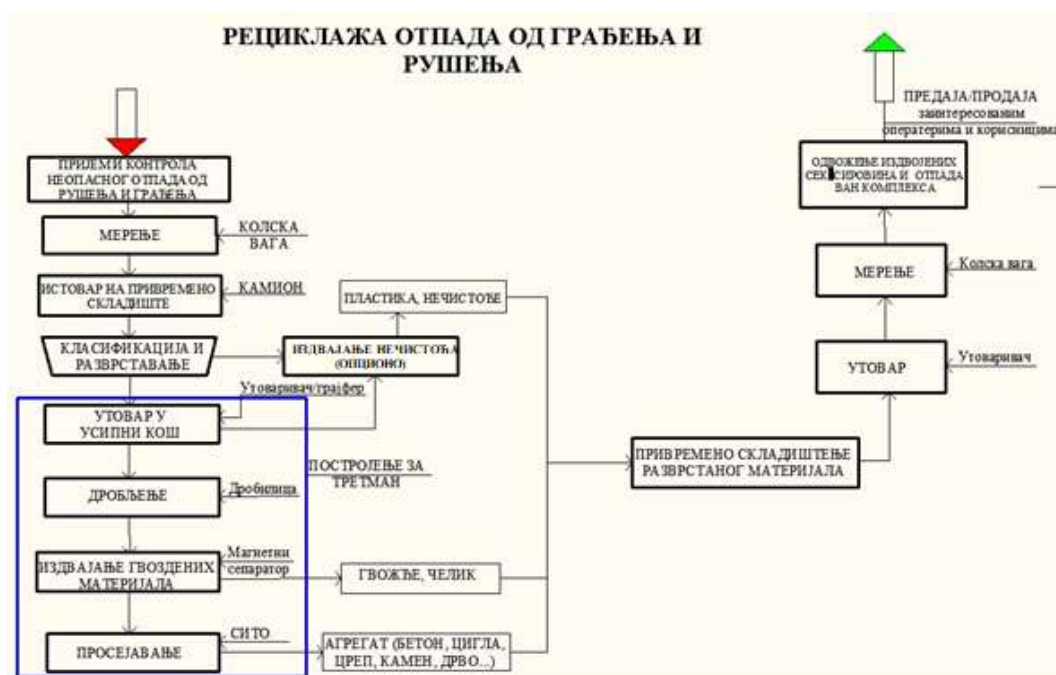 РЕЦИКЛАЖА ОТПАДА ОД ГРАЂЕЊА И
РУШЕЊА
ПРИЈЕМ И КОНТРОЛА
НЕОПАСНОГ ОТПАДА ОД
РУШЕЊА И ГРАЂЕЊА
МЕРЕЊЕ
КОЛСКА
ВАГА
ИСТОВАР НА ПРИВРЕМЕНО
СКЛАДИШТЕ
КАМИОН
КЛАСИФИКАЦИЈА И
РАЗВРСТАВАЊЕ
ИЗДВАЈАЊЕ НЕЧИСТОЋА
(ОПЦИОНО)
ПЛАСТИКА, НЕЧИСТОЋЕ
Утоваривач/грајфер
УТОВАР У
УСИПНИ КОШ
ПОСТРОЈЕЊЕ ЗА
ТРЕТМАН
ДРОБЉЕЊЕ
Дробилица
ИЗДВАЈАЊЕ ГВОЗДЕНИХ
МАТЕРИЈАЛА
Магнетни
сепаратор
ГВОЖЂЕ, ЧЕЛИК
ПРОСЕЈАВАЊЕ
СИТО
АГРЕГАТ (БЕТОН, ЦИГЛА,
ЦРЕП, КАМЕН, ДРВО...)
ПРИВРЕМЕНО СКЛАДИШТЕЊЕ
РАЗВРСТАНОГ МАТЕРИЈАЛА
УТОВАР
Утоваривач
МЕРЕЊЕ
Колска вага
ОДВОЖЕЊЕ ИЗДВОЈЕНИХ
И ОТПАДА
ВАН КОМПЛЕКСА
ПРЕДАЈА/ПРОДАЈА
заинтересованим
оператерима и корисницима